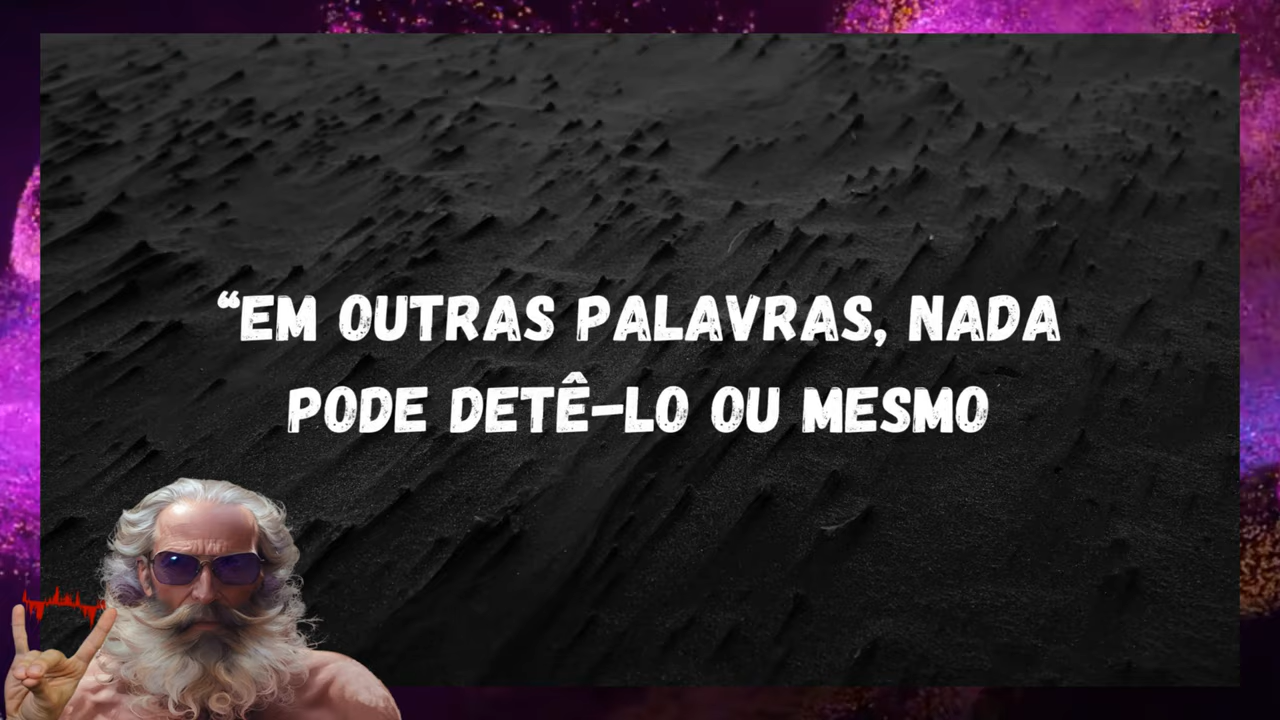 “EM OUTRAS PALAVRAS, NADA
PODE DETÊ-LO OU MESMO